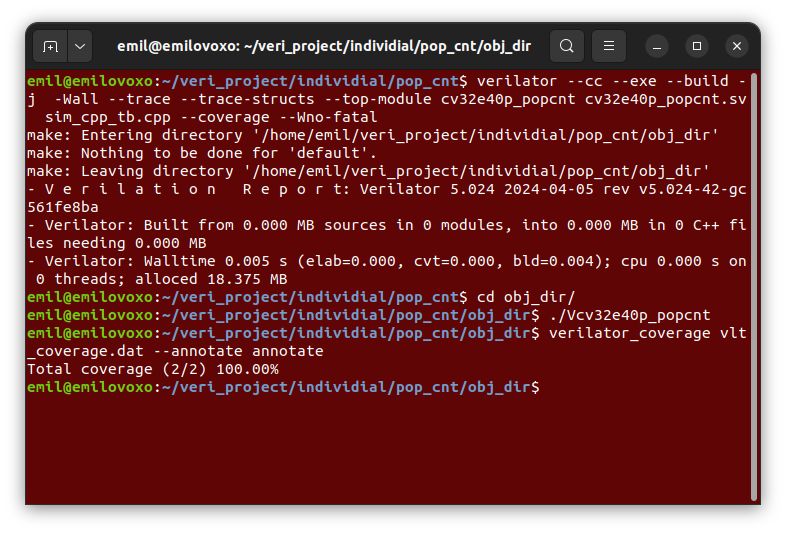 emil@emilovoxo: ~/veri_project/individial/pop_cnt/obj_dir
emil@emilovoxo:~/veri_project/individial/pop_cnt$ verilator --cc --exe --build -
j  -Wall --trace --trace-structs --top-module cv32e40p_popcnt cv32e40p_popcnt.sv
  sim_cpp_tb.cpp --coverage --Wno-fatal
make: Entering directory '/home/emil/veri_project/individial/pop_cnt/obj_dir'
make: Nothing to be done for 'default'.
make: Leaving directory '/home/emil/veri_project/individial/pop_cnt/obj_dir'
- V e r i l a t i o n   R e p o r t: Verilator 5.024 2024-04-05 rev v5.024-42-gc
561fe8ba
- Verilator: Built from 0.000 MB sources in 0 modules, into 0.000 MB in 0 C++ fi
les needing 0.000 MB
- Verilator: Walltime 0.005 s (elab=0.000, cvt=0.000, bld=0.004); cpu 0.000 s on
 0 threads; alloced 18.375 MB
emil@emilovoxo:~/veri_project/individial/pop_cnt$ cd obj_dir/
emil@emilovoxo:~/veri_project/individial/pop_cnt/obj_dir$ ./Vcv32e40p_popcnt
emil@emilovoxo:~/veri_project/individial/pop_cnt/obj_dir$ verilator_coverage vlt
_coverage.dat --annotate annotate
Total coverage (2/2) 100.00%
emil@emilovoxo:~/veri_project/individial/pop_cnt/obj_dir$